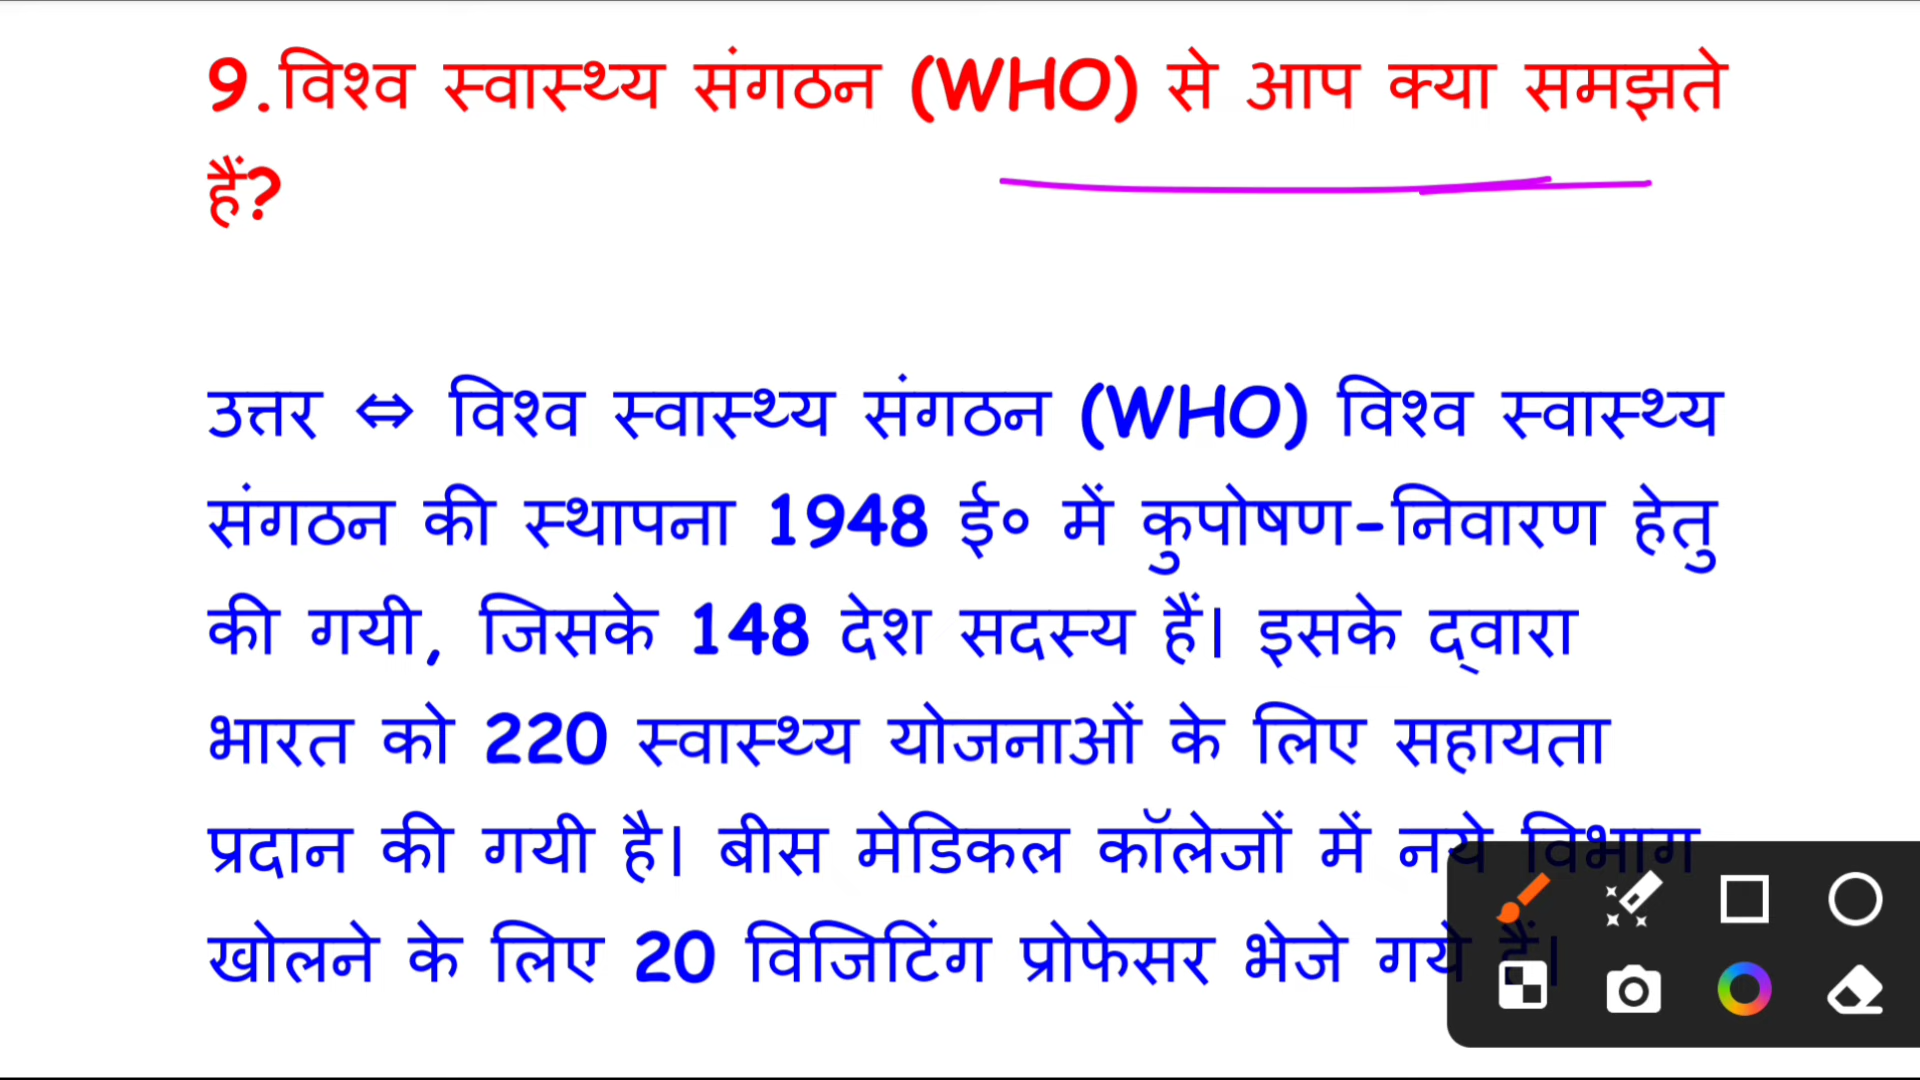 9.विश्व स्वास्थ्य संगठन (WHO) से आप क्या समझते
हैं?
उत्तर ⇔ विश्व स्वास्थ्य संगठन (WHO) विश्व स्वास्थ्य
संगठन की स्थापना 1948 ई० में कुपोषण-निवारण हेतु
की गयी, जिसके 148 देश सदस्य हैं। इसके द्वारा
भारत को 220 स्वास्थ्य योजनाओं के लिए सहायता
प्रदान की गयी है। बीस मेडिकल कॉलेजों में नये विभाग
खोलने के लिए 20 विजिटिंग प्रोफेसर भेजे गये हैं।